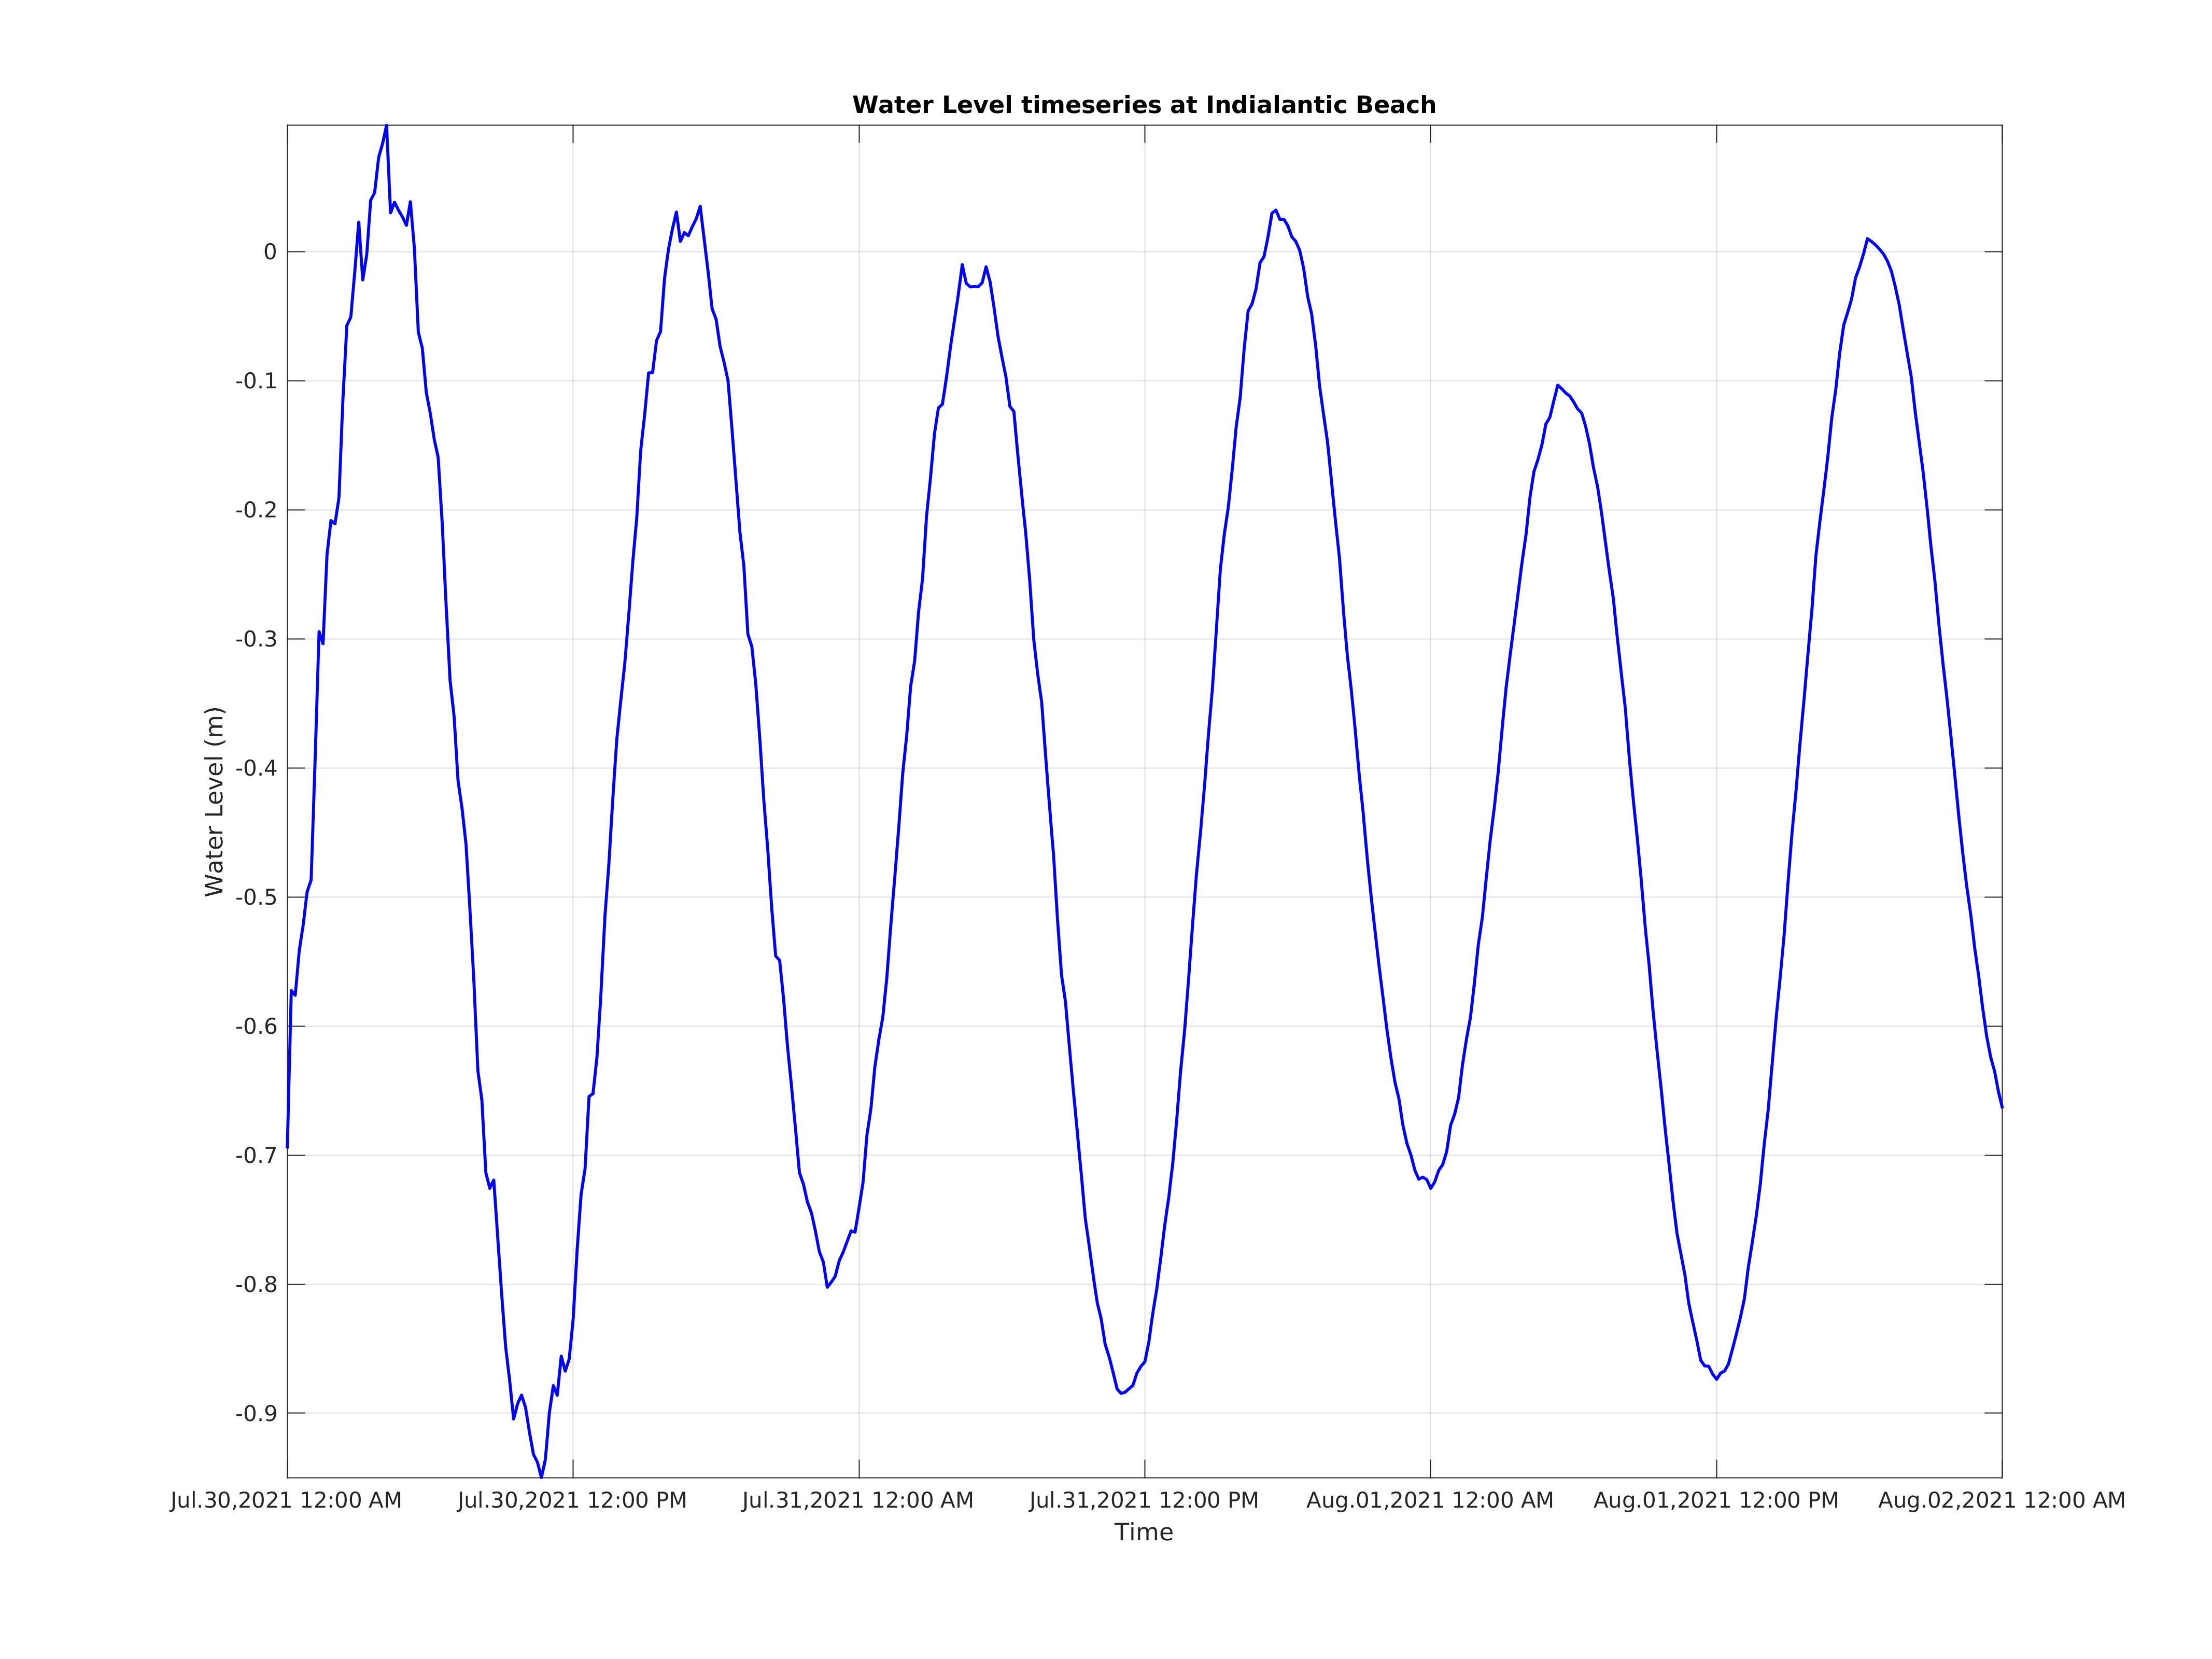 Water Level timeseries at Indialantic Beach
0
-0.1
-0.2
-0.3
-0.4
-0.5
-0.6
-0.7
-0.8
-0.9
Water Level (m)
Jul.30,2021 12:00 AM
Jul.30,2021 12:00 PM
Jul.31,2021 12:00 AM
Jul.31,2021 12:00 PM
Aug.01,2021 12:00 AM
Aug.01,2021 12:00 PM
Aug.02,2021 12:00 AM
Time